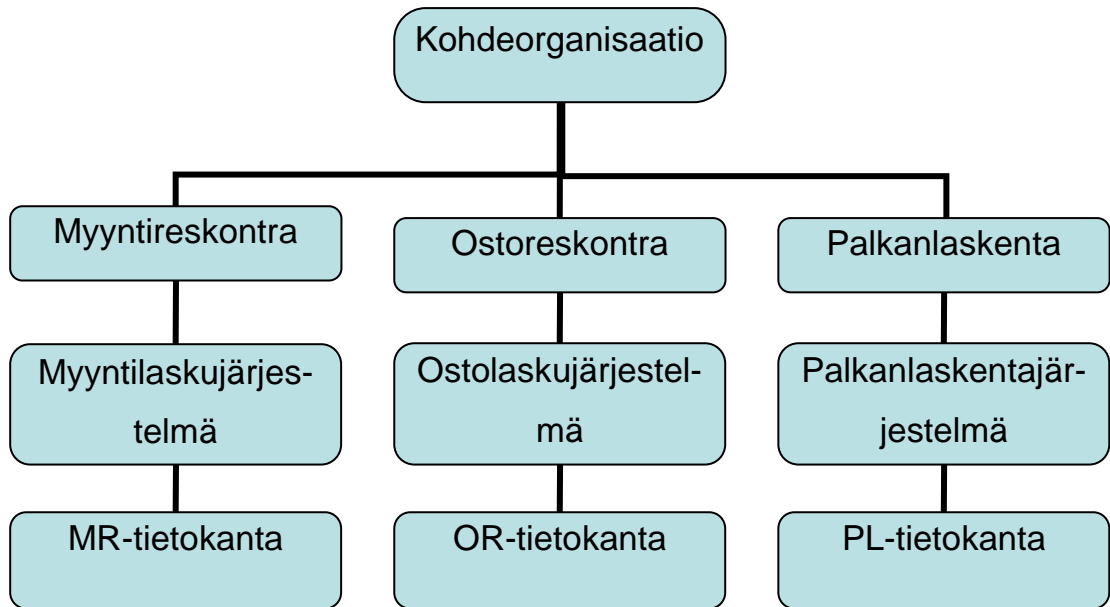 Kohdeorganisaatio
Myyntireskontra
Ostoreskontra
Palkanlaskenta
Myyntilaskujärjes-
telmä
Ostolaskujärjestel-
mä
Palkanlaskentajär-
jestelmä
MR-tietokanta
OR-tietokanta
PL-tietokanta